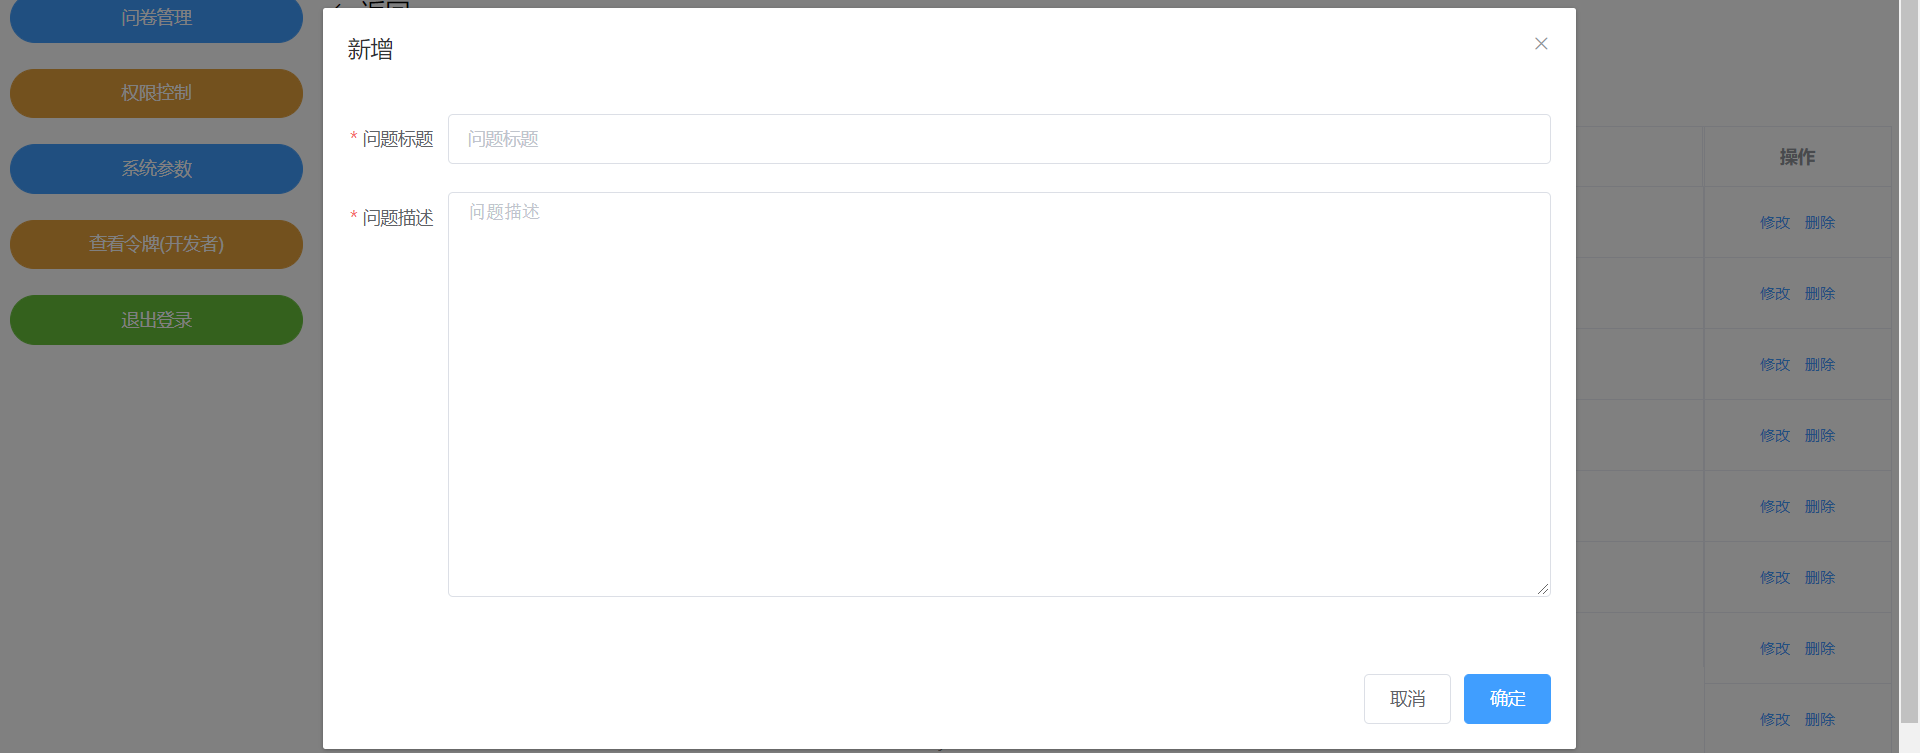 问卷管理
权限控制
系统参数
查看令牌(开发者)
退出登录
新增
* 问题标题
问题标题
* 问题描述
问题描述
取消
确定
操作
修改 删除
修改 删除
修改 删除
修改 删除
修改 删除
修改 删除
修改 删除
修改 删除